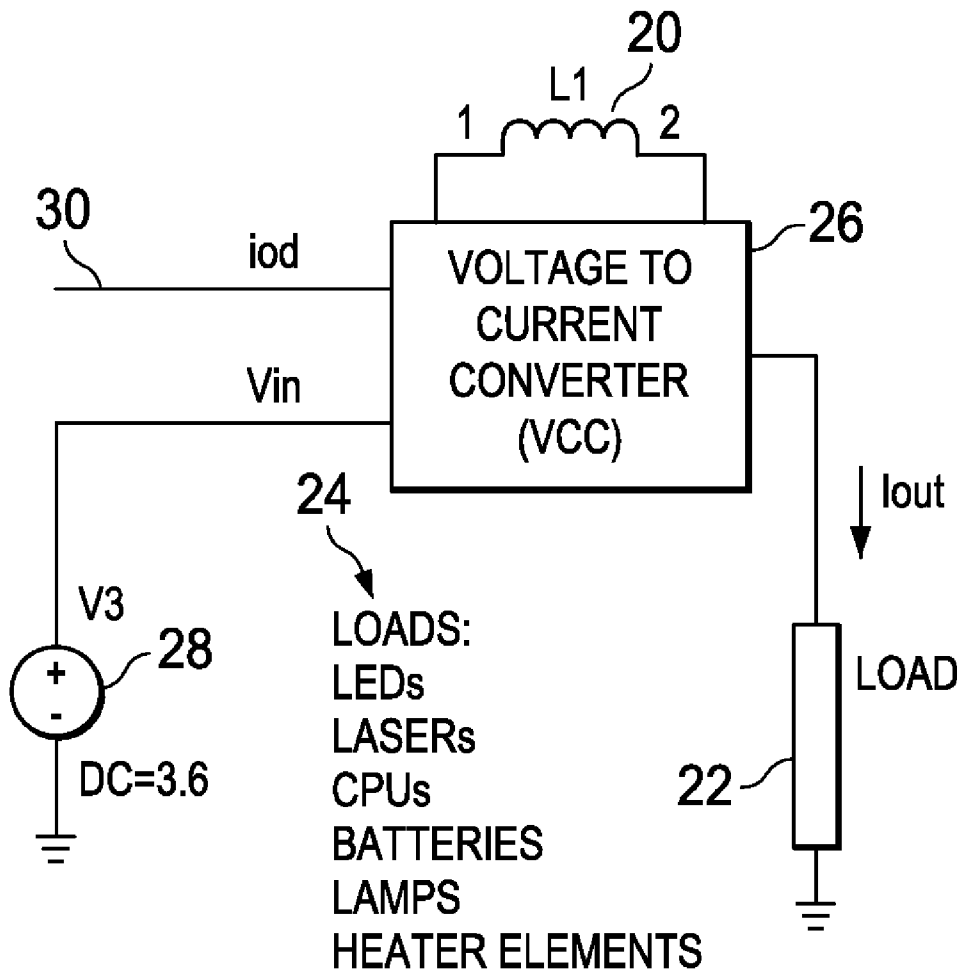 20
L1
1
2
30
26
iod
VOLTAGE TO
CURRENT
CONVERTER
(VCC)
Vin
24
Iout
V3
28
LOADS:
LEDs
LASERs
CPUs
BATTERIES
LAMPS
HEATER ELEMENTS
+
-
DC=3.6
LOAD
22